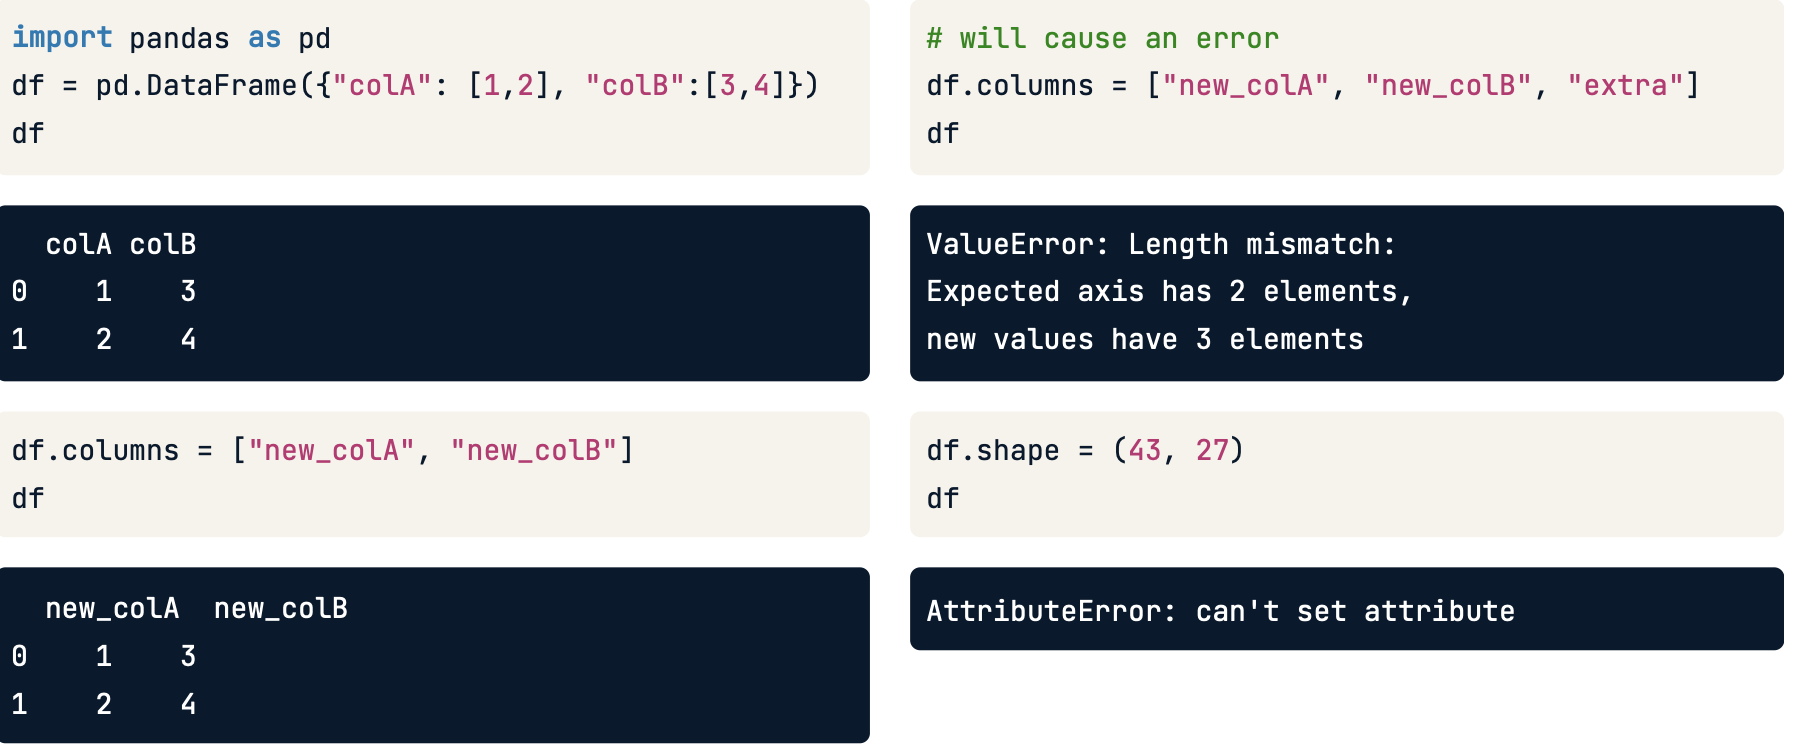 import pandas as pd
df = pd.DataFrame({"colA": [1,2], "colB":[3,4]})
df
  colA colB
0    1    3
1    2    4
df.columns = ["new_colA", "new_colB"]
df
  new_colA  new_colB
0    1    3
1    2    4
# will cause an error
df.columns = ["new_colA", "new_colB", "extra"]
df
ValueError: Length mismatch:
Expected axis has 2 elements,
new values have 3 elements
df.shape = (43, 27)
df
AttributeError: can't set attribute